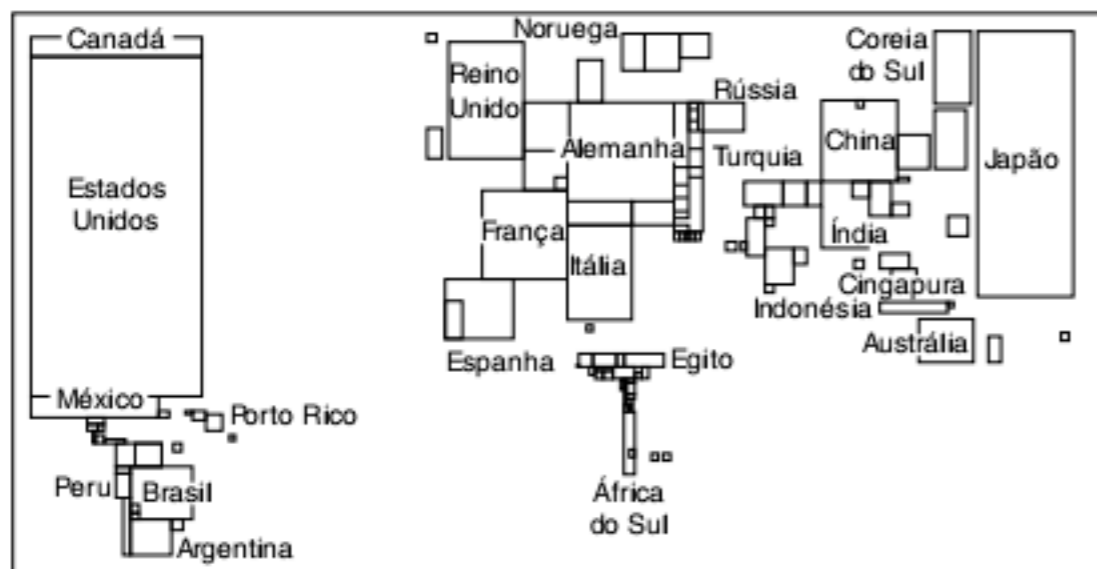 Canadá
Estados
Unidos
México
Porto Rico
Peru
Brasil
Argentina
Noruega
Reino
Unido
Alemanha
Rússia
França
Itália
Espanha
Turquia
Egito
África
do Sul
Coreia
do Sul
China
Japão
Índia
Cingapura
Indonésia
Austrália